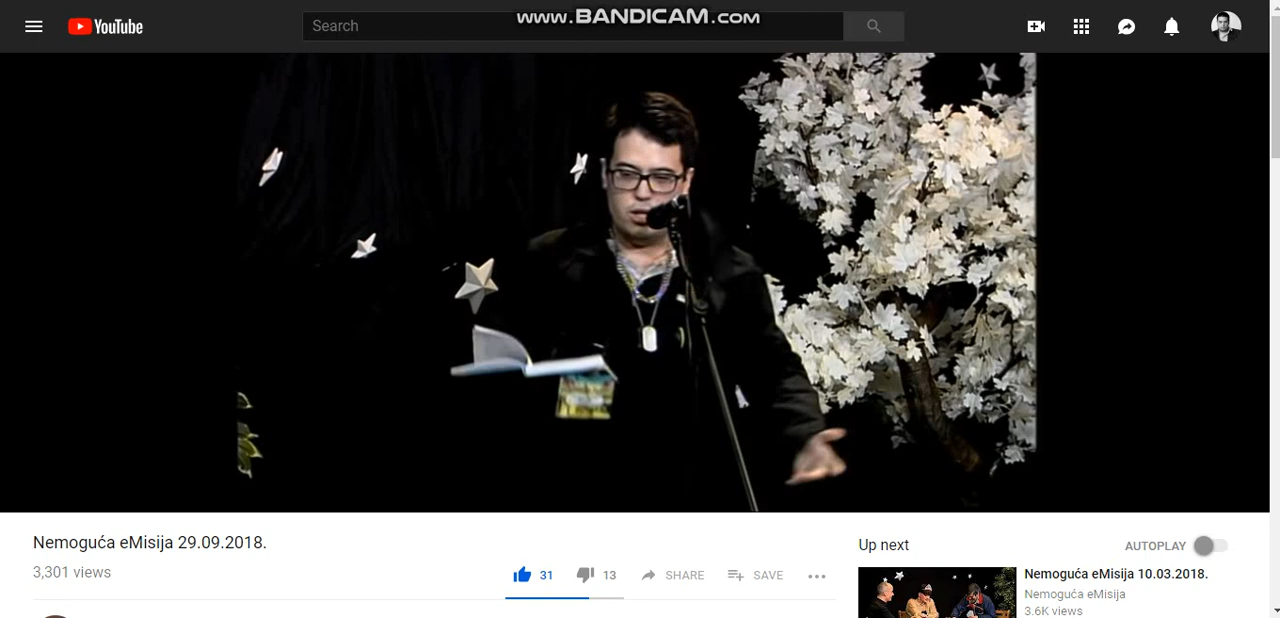 www.BANDICAM.com
YouTube
Search
Nemoguća eMisija 29.09.2018.
3,301 views
31
13
SHARE
SAVE
Up next
AUTOPLAY
Nemoguća eMisija 10.03.2018.
Nemoguća eMisija
3.6K views